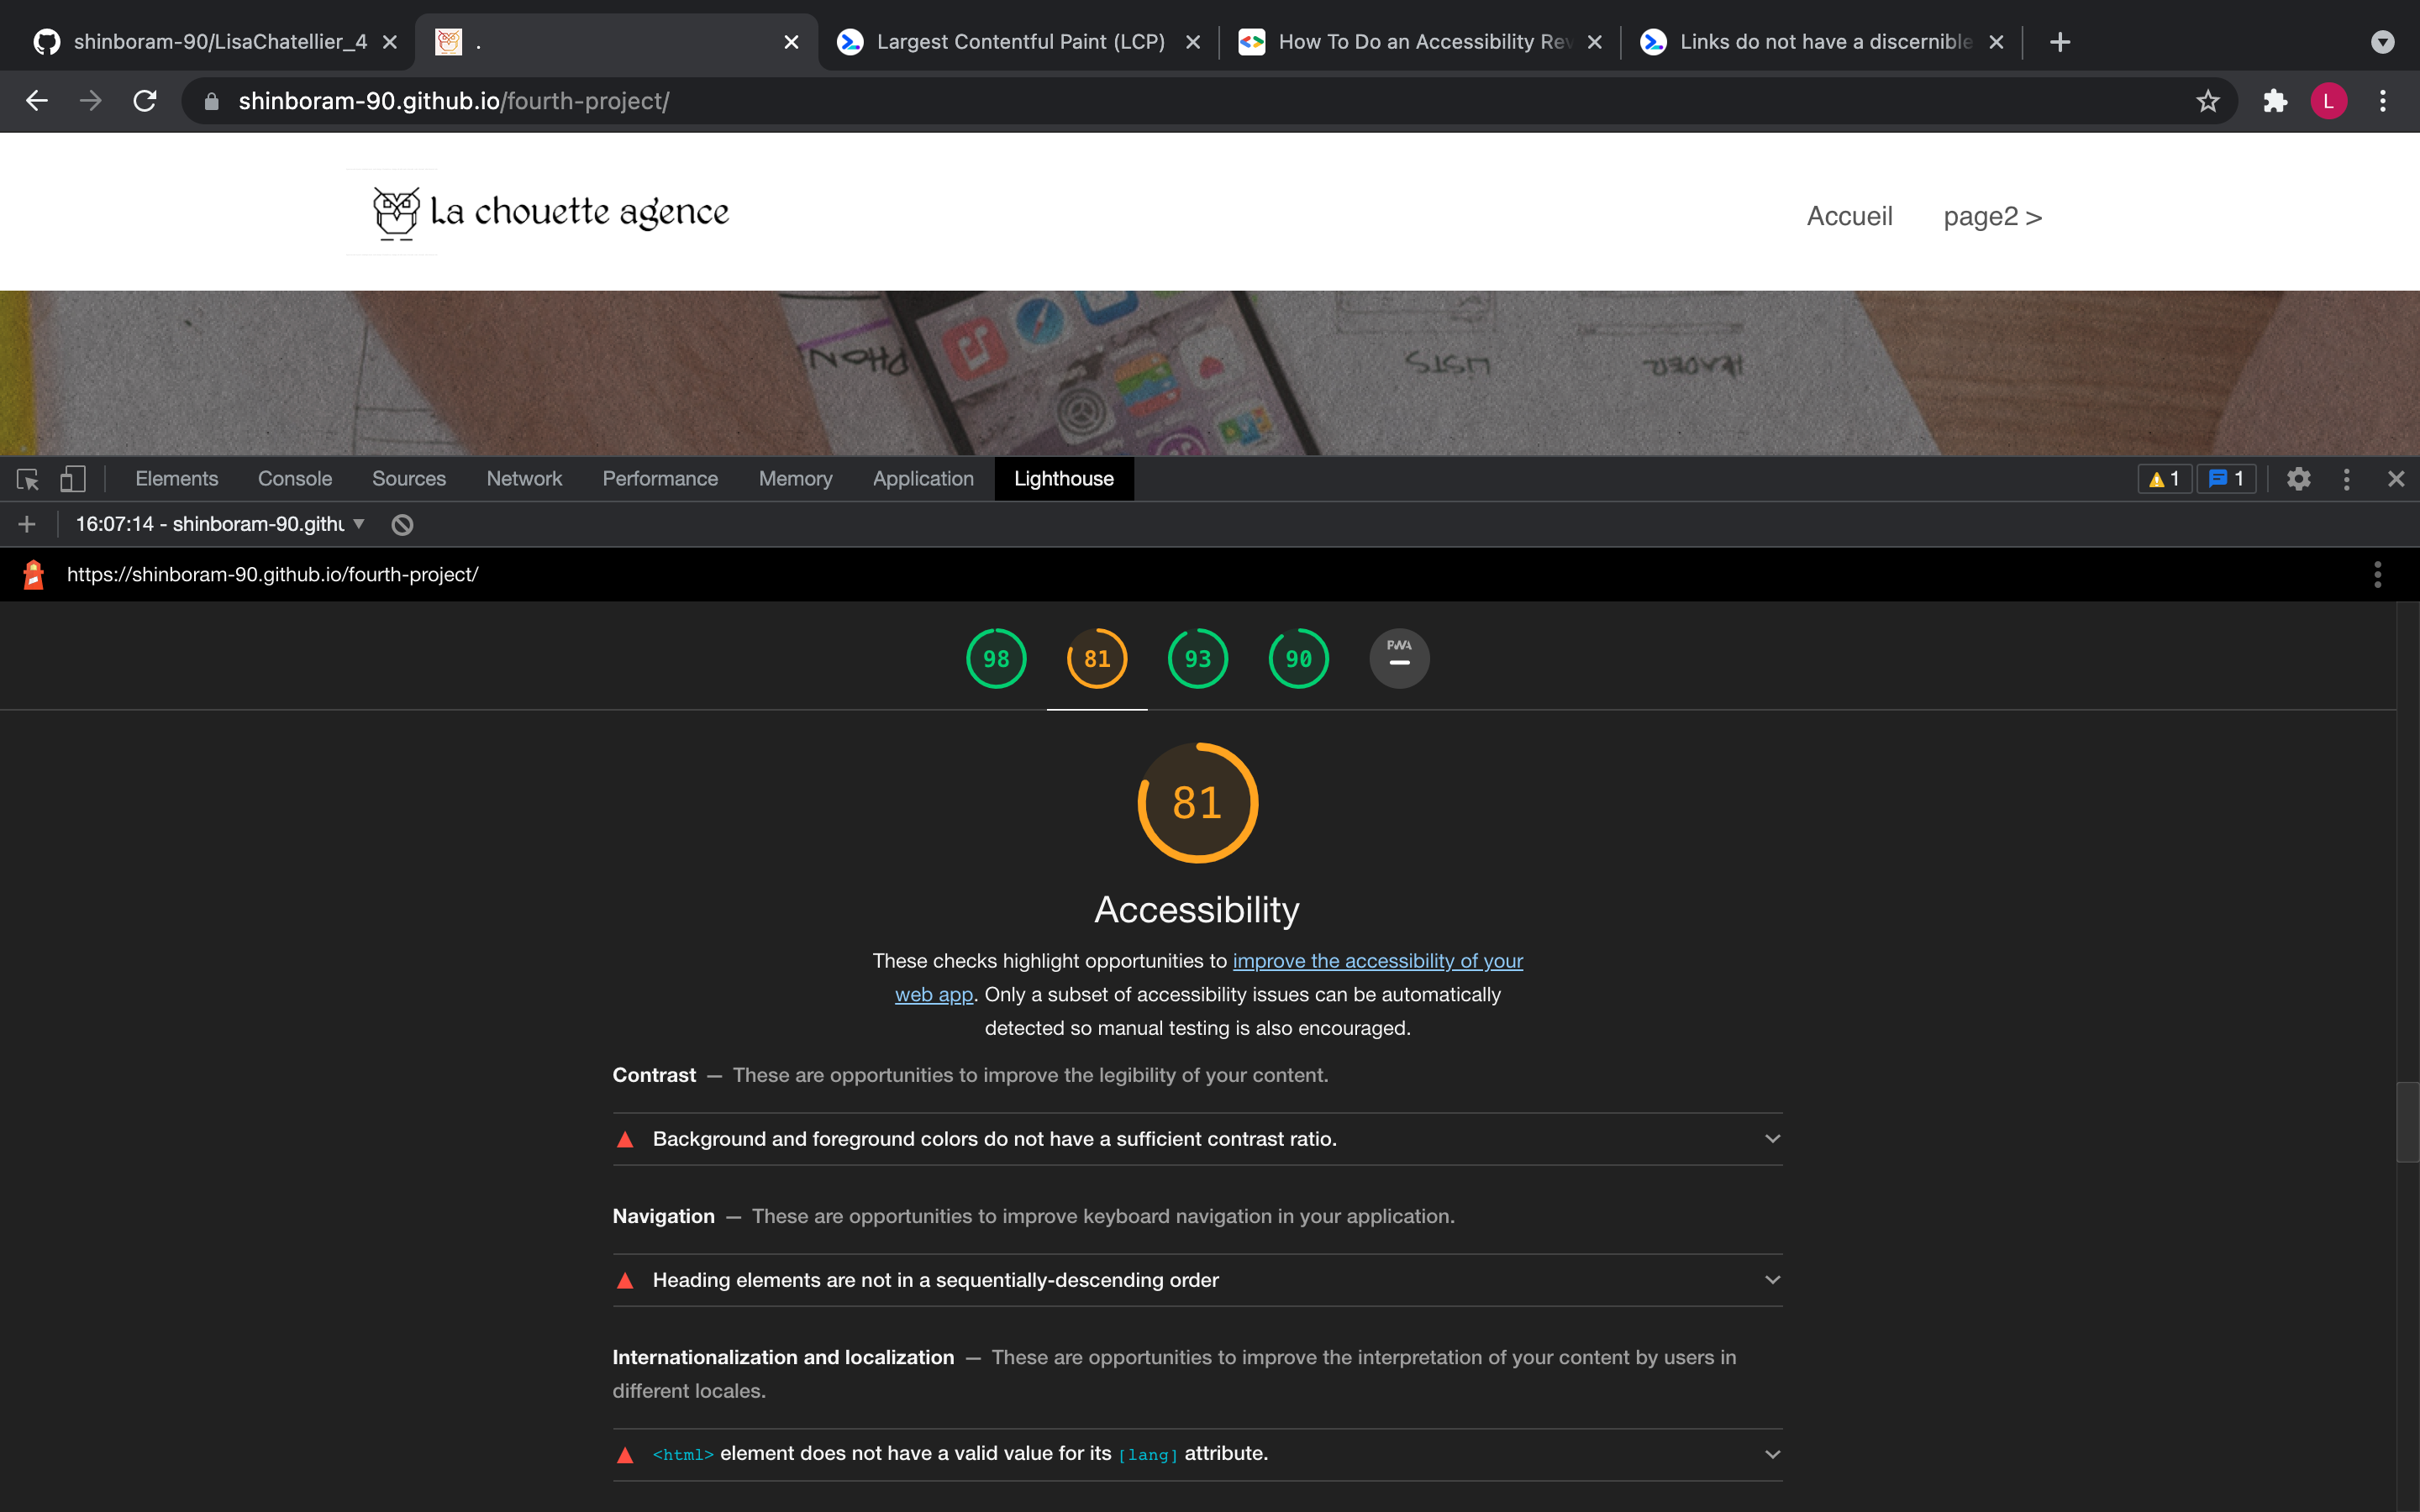 shinboram-90/LisaChatellier_4
.
Largest Contentful Paint (LCP)
How To Do an Accessibility Rev
Links do not have a discernible
shinboram-90.github.io/fourth-project/
L
La chouette agence
Accueil page2 >
PHON
LISTS
HEADER
Elements Console Sources Network Performance Memory Application Lighthouse 1 1
16:07:14 - shinboram-90.githu
https://shinboram-90.github.io/fourth-project/
98 81 93 90 PWA
81
Accessibility
These checks highlight opportunities to improve the accessibility of your
web app. Only a subset of accessibility issues can be automatically
detected so manual testing is also encouraged.
Contrast — These are opportunities to improve the legibility of your content.
Background and foreground colors do not have a sufficient contrast ratio.
Navigation — These are opportunities to improve keyboard navigation in your application.
Heading elements are not in a sequentially-descending order
Internationalization and localization — These are opportunities to improve the interpretation of your content by users in
different locales.
<html> element does not have a valid value for its [lang] attribute.